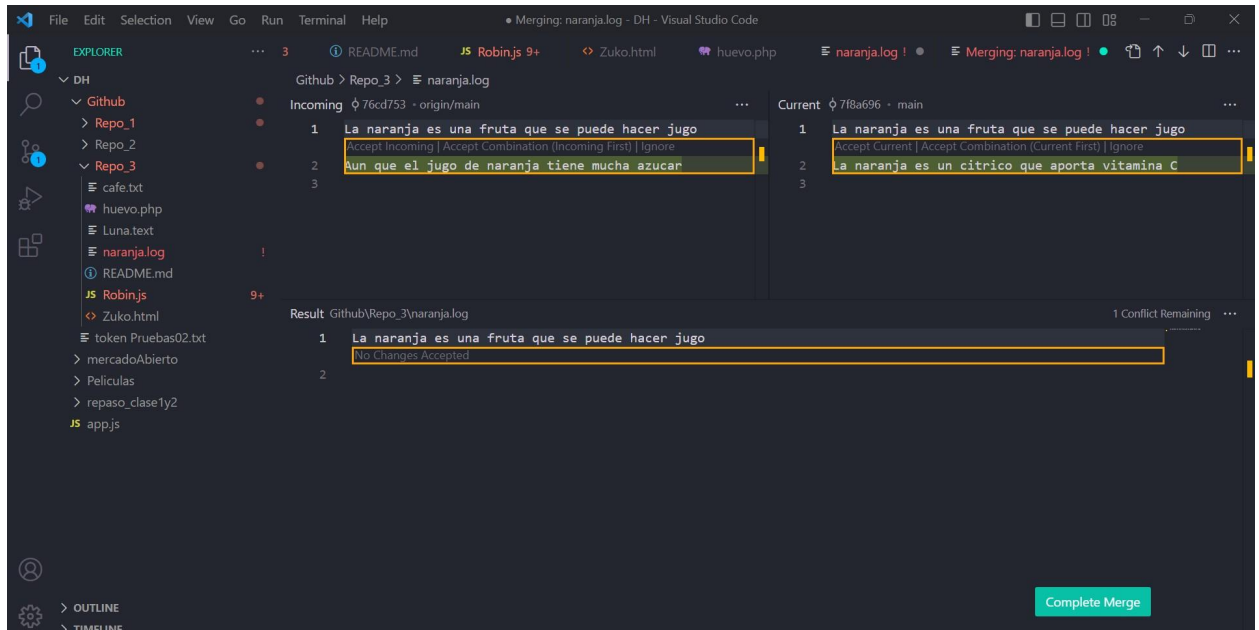 File Edit Selection View Go Run Terminal Help
● Merging: naranja.log - DH - Visual Studio Code
EXPLORER ...
3 README.md JS Robin.js 9+ <> Zuko.html huevo.php naranja.log ! ● Merging: naranja.log ! ● ...
DH
Github > Repo_3 > naranja.log
Github
Repo_1
Repo_2
Repo_3
cafe.txt
huevo.php
Luna.text
naranja.log !
README.md
JS Robin.js 9+
<> Zuko.html
token Pruebas02.txt
mercadoAbierto
Peliculas
repaso_clase1y2
JS app.js
OUTLINE
TIMELINE
1
1
Incoming 76cd753 • origin/main ...
1 La naranja es una fruta que se puede hacer jugo
Accept Incoming | Accept Combination (Incoming First) | Ignore
2 Aun que el jugo de naranja tiene mucha azucar
3
Current 7f8a696 • main ...
1 La naranja es una fruta que se puede hacer jugo
Accept Current | Accept Combination (Current First) | Ignore
2 La naranja es un citrico que aporta vitamina C
3
Result Github\Repo_3\naranja.log 1 Conflict Remaining ...
1 La naranja es una fruta que se puede hacer jugo
No Changes Accepted
2
Complete Merge